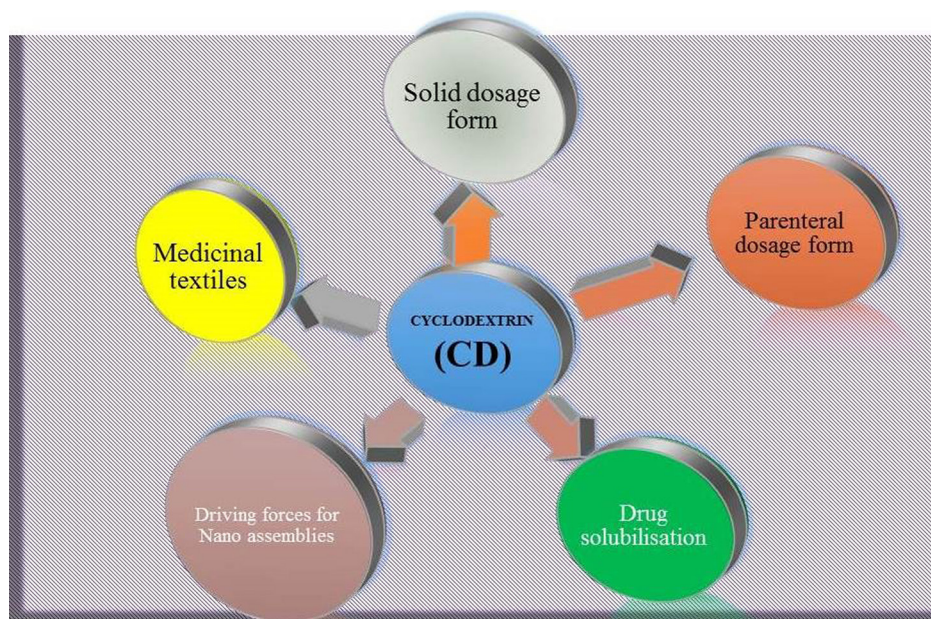 Solid dosage
form
Parenteral
dosage form
Medicinal
textiles
CYCLODEXTRIN
(CD)
Driving forces for
Nano assemblies
Drug
solubilisation